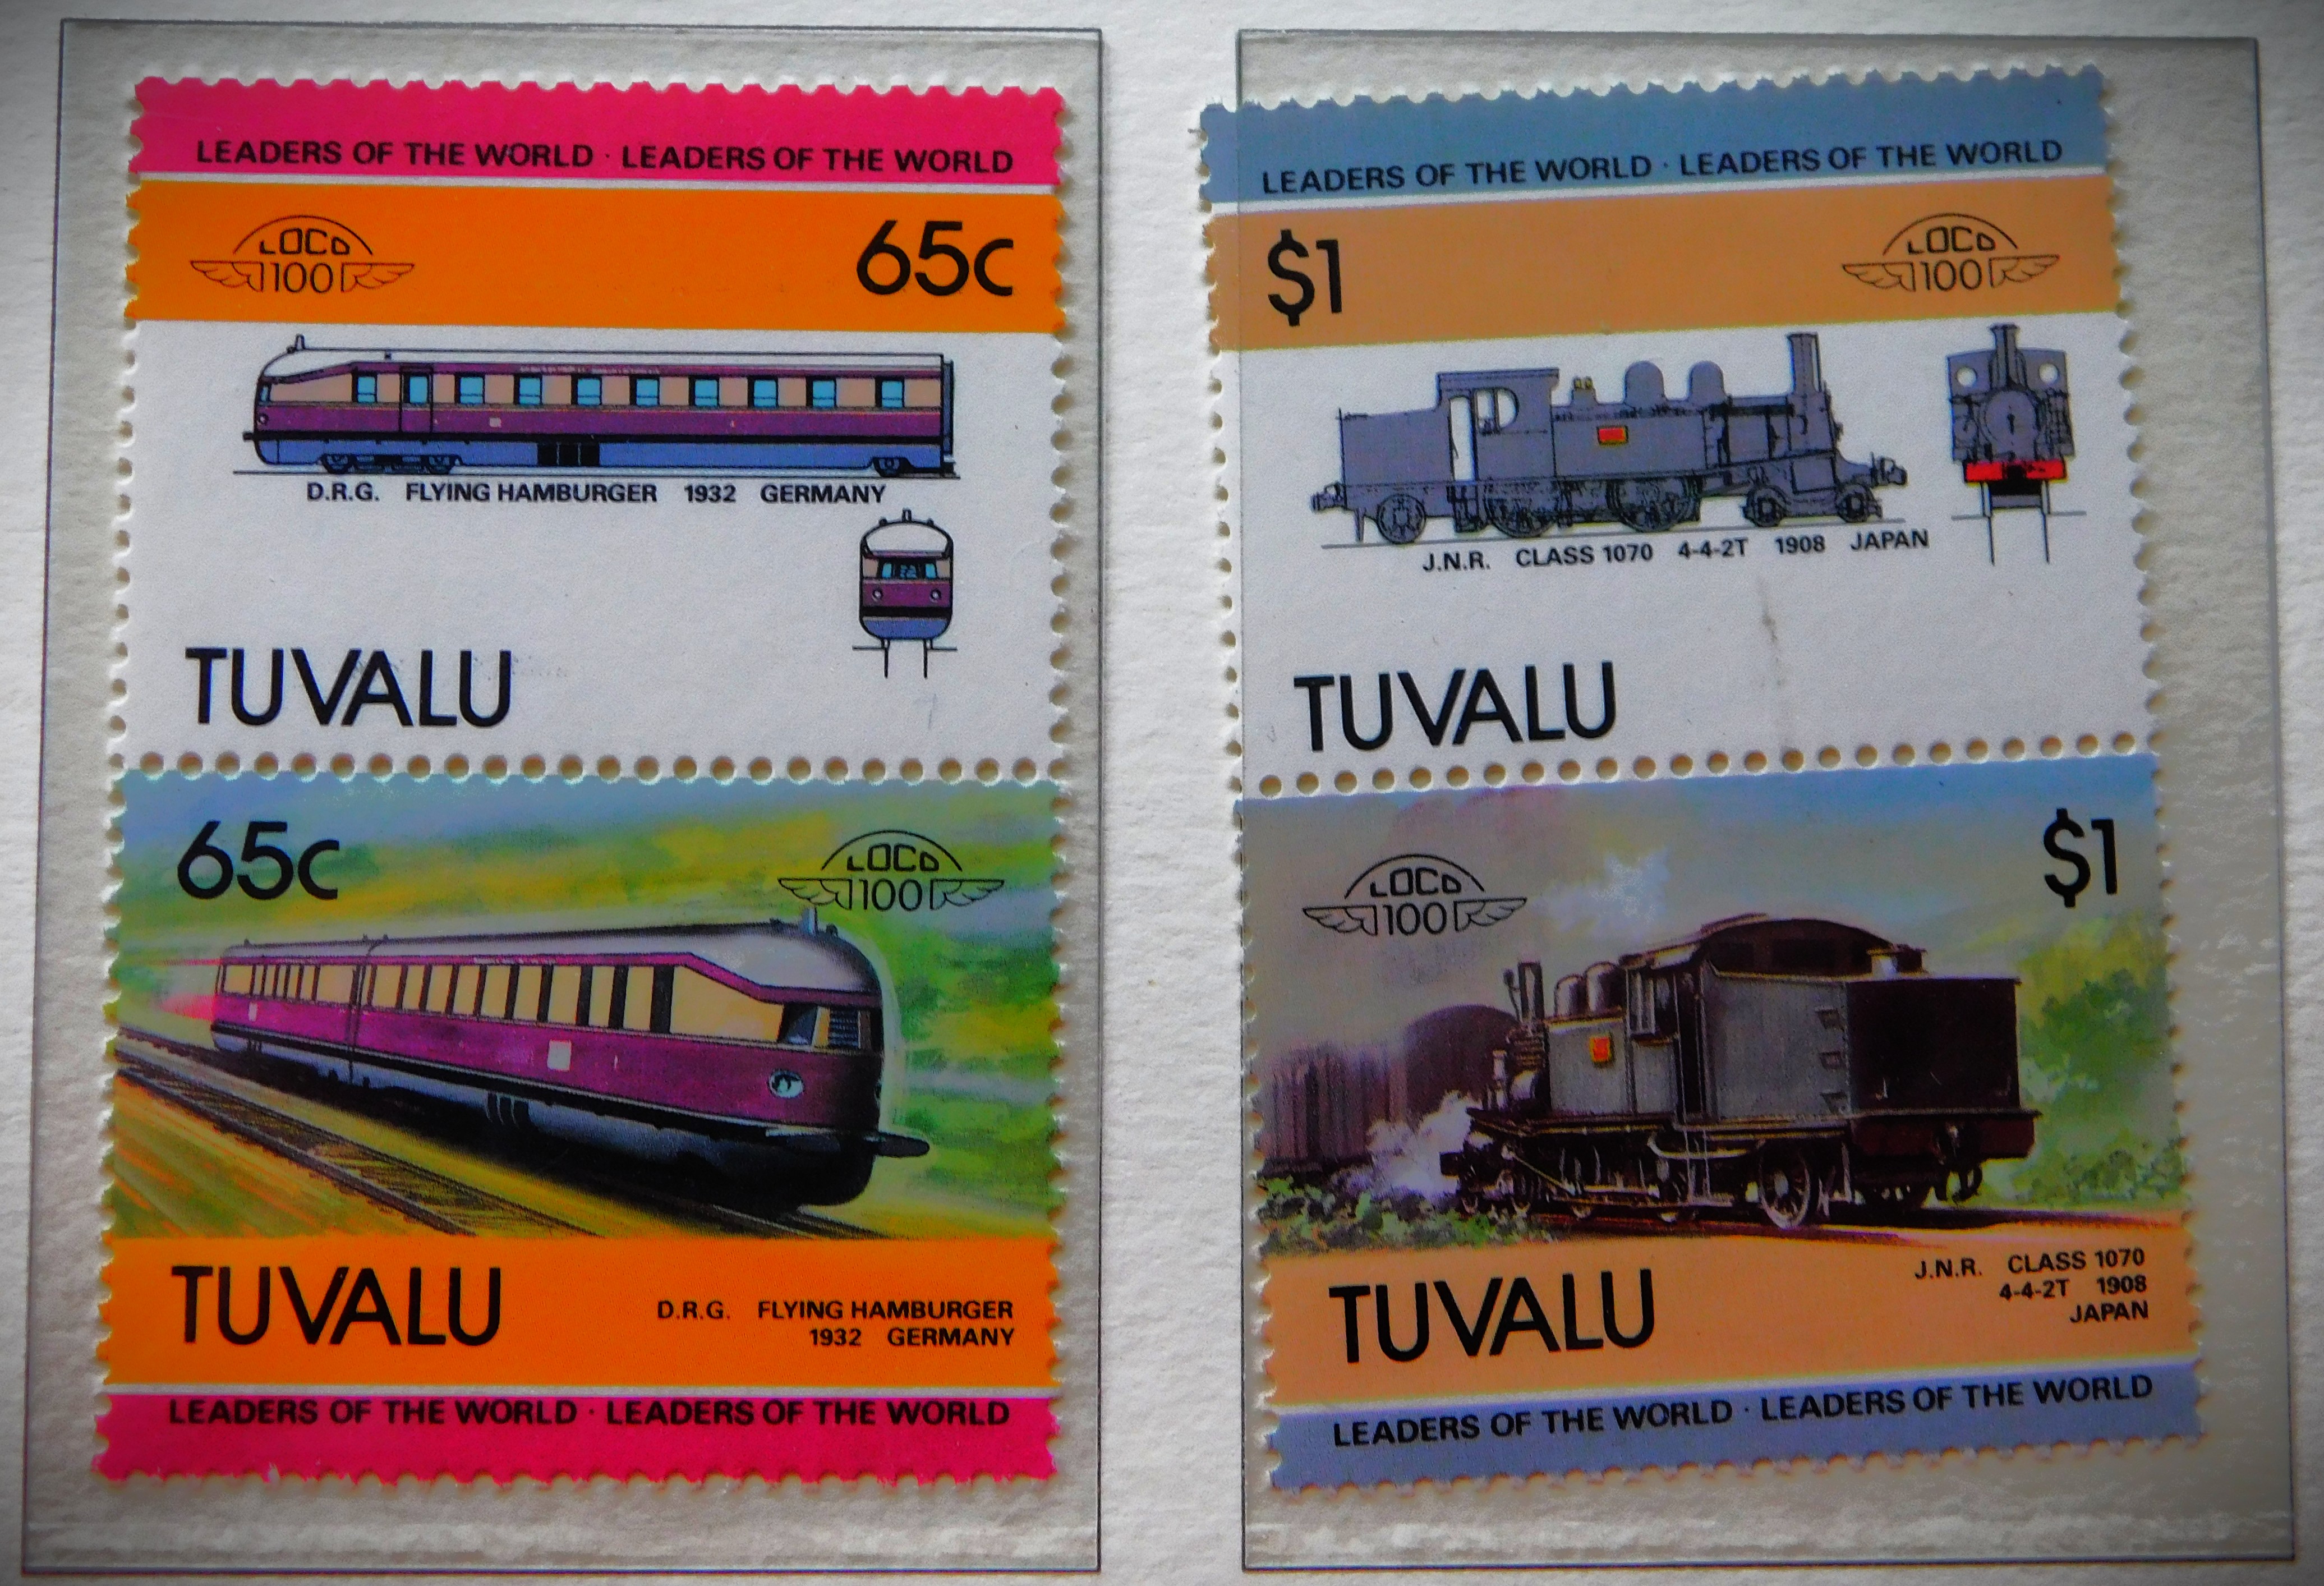 LEADERS OF THE WORLD · LEADERS OF THE WORLD
LOCO
100
65c
D.R.G. FLYING HAMBURGER 1932 GERMANY
TUVALU
65c
LOCO
100
TUVALU
D.R.G. FLYING HAMBURGER
1932 GERMANY
LEADERS OF THE WORLD · LEADERS OF THE WORLD
LEADERS OF THE WORLD · LEADERS OF THE WORLD
$1
LOCO
100
J.N.R. CLASS 1070 4-4-2T 1908 JAPAN
TUVALU
LOCO
100
$1
TUVALU
J.N.R. CLASS 1070
4-4-2T 1908
JAPAN
LEADERS OF THE WORLD · LEADERS OF THE WORLD